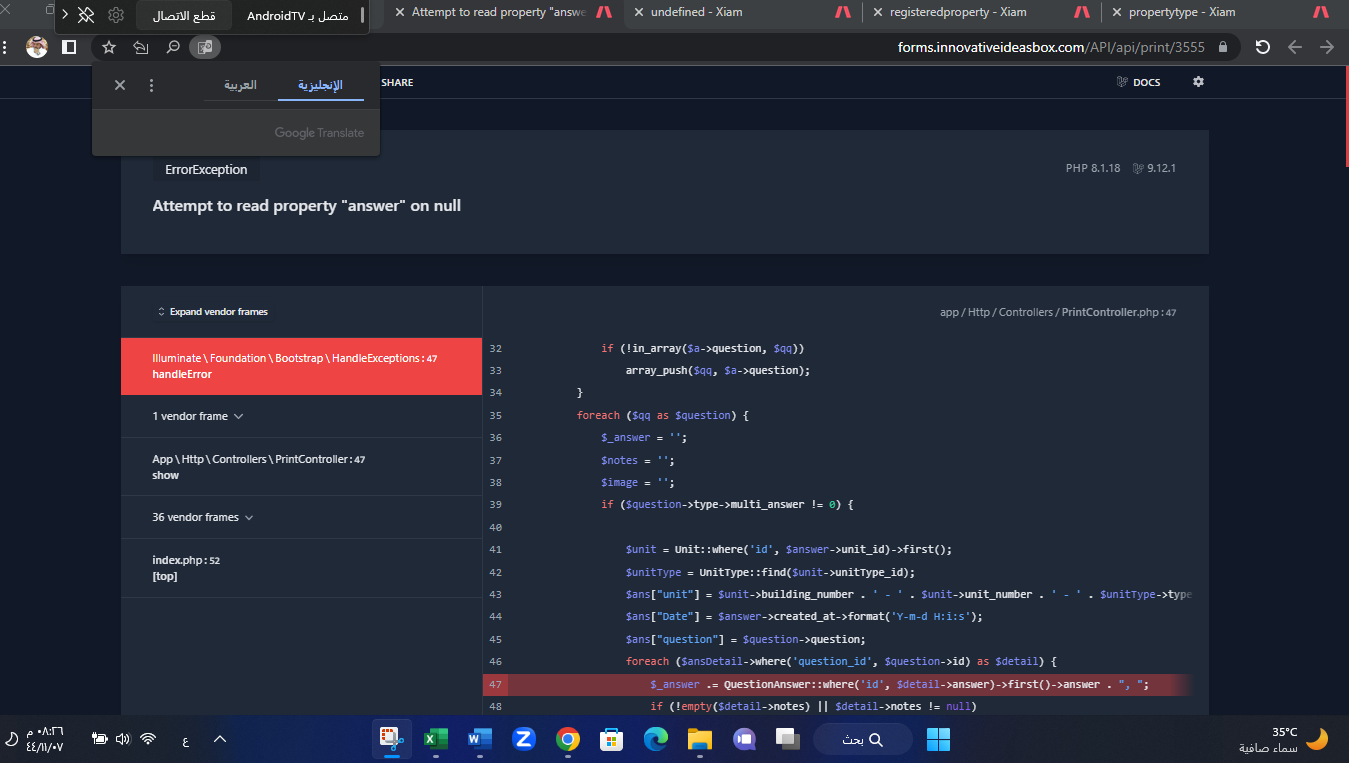 متصل بـ AndroidTV
قطع الاتصال
Attempt to read property "answe
undefined - Xiam
registeredproperty - Xiam
propertytype - Xiam
forms.innovativeideasbox.com/API/api/print/3555
الإنجليزية
العربية
Google Translate
SHARE
DOCS
ErrorException
PHP 8.1.18
9.12.1
Attempt to read property "answer" on null
Expand vendor frames
Illuminate \ Foundation \ Bootstrap \ HandleExceptions : 47
handleError
1 vendor frame
App \ Http \ Controllers \ PrintController : 47
show
36 vendor frames
index.php : 52
[top]
app / Http / Controllers / PrintController.php : 47
32 if (!in_array($a->question, $qq))
33 array_push($qq, $a->question);
34 }
35 foreach ($qq as $question) {
36 $_answer = '';
37 $notes = '';
38 $image = '';
39 if ($question->type->multi_answer != 0) {
40
41 $unit = Unit::where('id', $answer->unit_id)->first();
42 $unitType = UnitType::find($unit->unitType_id);
43 $ans["unit"] = $unit->building_number . ' - ' . $unit->unit_number . ' - ' . $unitType->type
44 $ans["Date"] = $answer->created_at->format('Y-m-d H:i:s');
45 $ans["question"] = $question->question;
46 foreach ($ansDetail->where('question_id', $question->id) as $detail) {
47 $_answer .= QuestionAnswer::where('id', $detail->answer)->first()->answer . ", ";
48 if (!empty($detail->notes) || $detail->notes != null)
٠٨:٢٦ م
٤٤/١١/٠٧
ع
بحث
35°C
سماء صافية